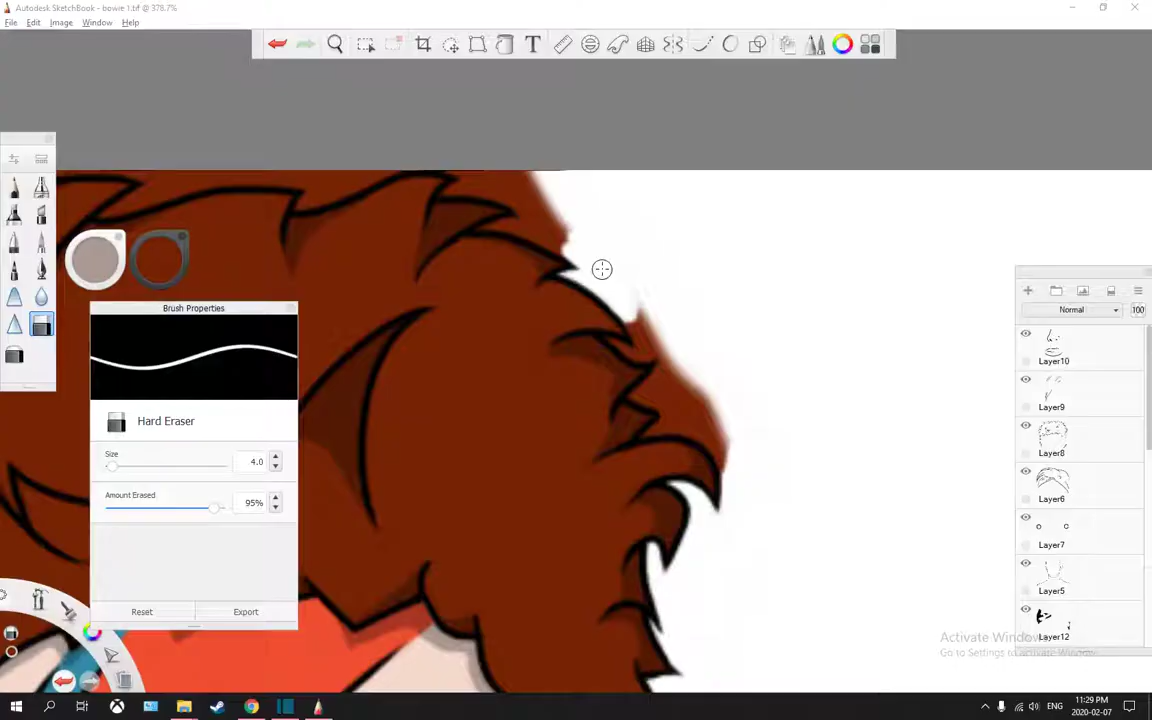 Autodesk SketchBook - bowie 1.tif @ 378.7%
File Edit Image Window Help
Brush Properties
Hard Eraser
Size
4.0
Amount Erased
95%
Reset Export
Normal 100
Layer10
Layer9
Layer8
Layer6
Layer7
Layer5
Layer12
Activate Windows
Go to Settings to activate Windows.
ENG
11:29 PM
2020-02-07